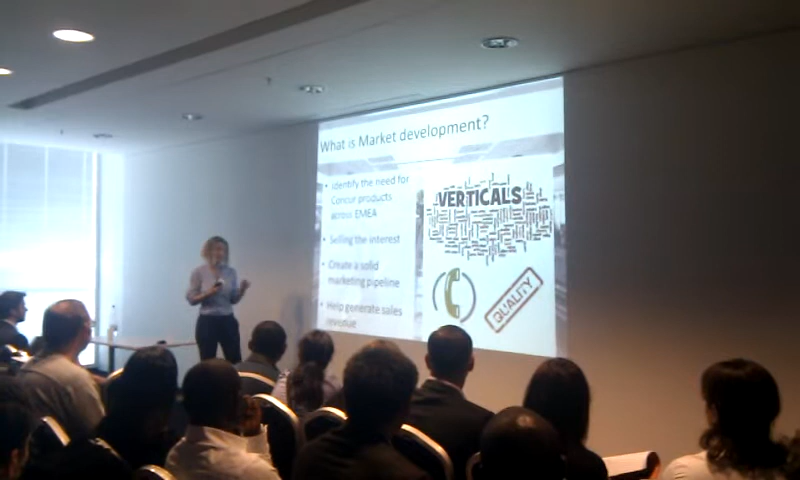 What is Market development?
• Identify the need for
Concur products
across EMEA
• Selling the interest
• Create a solid
marketing pipeline
• Help generate sales
revenue
VERTICALS
QUALITY